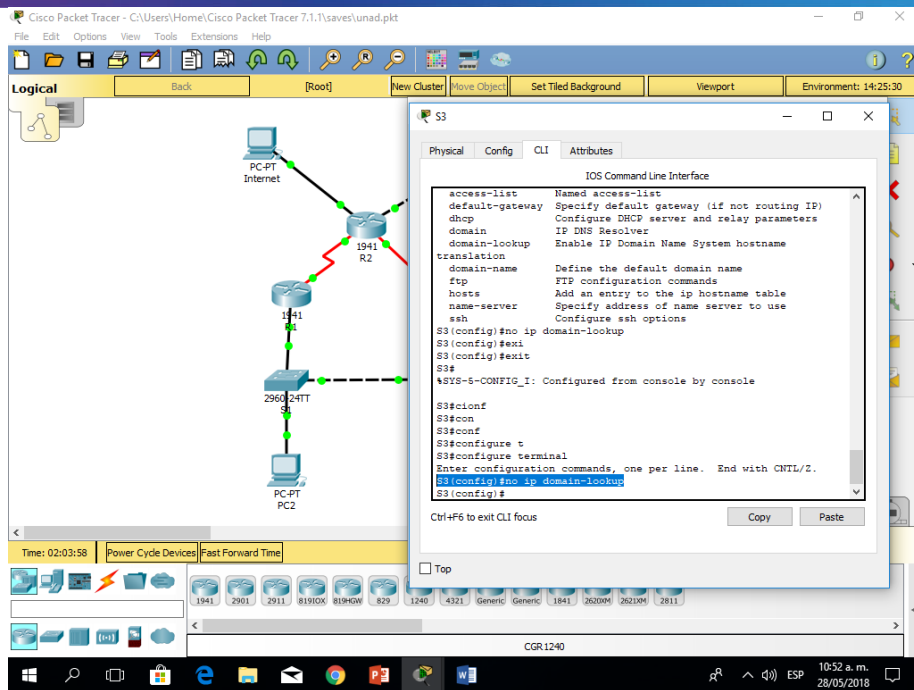 Cisco Packet Tracer - C:\Users\Home\Cisco Packet Tracer 7.1.1\saves\unad.pkt
File Edit Options View Tools Extensions Help
Logical Back [Root] New Cluster Move Object Set Tiled Background Viewport Environment: 14:25:30
PC-PT
Internet
1941
R2
1941
R1
2960-24TT
S1
PC-PT
PC2
S3
Physical Config CLI Attributes
IOS Command Line Interface
access-list Named access-list
default-gateway Specify default gateway (if not routing IP)
dhcp Configure DHCP server and relay parameters
domain IP DNS Resolver
domain-lookup Enable IP Domain Name System hostname
translation
domain-name Define the default domain name
ftp FTP configuration commands
hosts Add an entry to the ip hostname table
name-server Specify address of name server to use
ssh Configure ssh options
S3(config)#no ip domain-lookup
S3(config)#exi
S3(config)#exit
S3#
%SYS-5-CONFIG_I: Configured from console by console
S3#cionf
S3#con
S3#conf
S3#configure t
S3#configure terminal
Enter configuration commands, one per line. End with CNTL/Z.
S3(config)#no ip domain-lookup
S3(config)#
Ctrl+F6 to exit CLI focus Copy Paste
Top
Time: 02:03:58 Power Cycle Devices Fast Forward Time
1941 2901 2911 819IOX 819HGW 829 1240 4321 Generic Generic 1841 2620XM 2621XM 2811
CGR1240
ESP
10:52 a. m.
28/05/2018